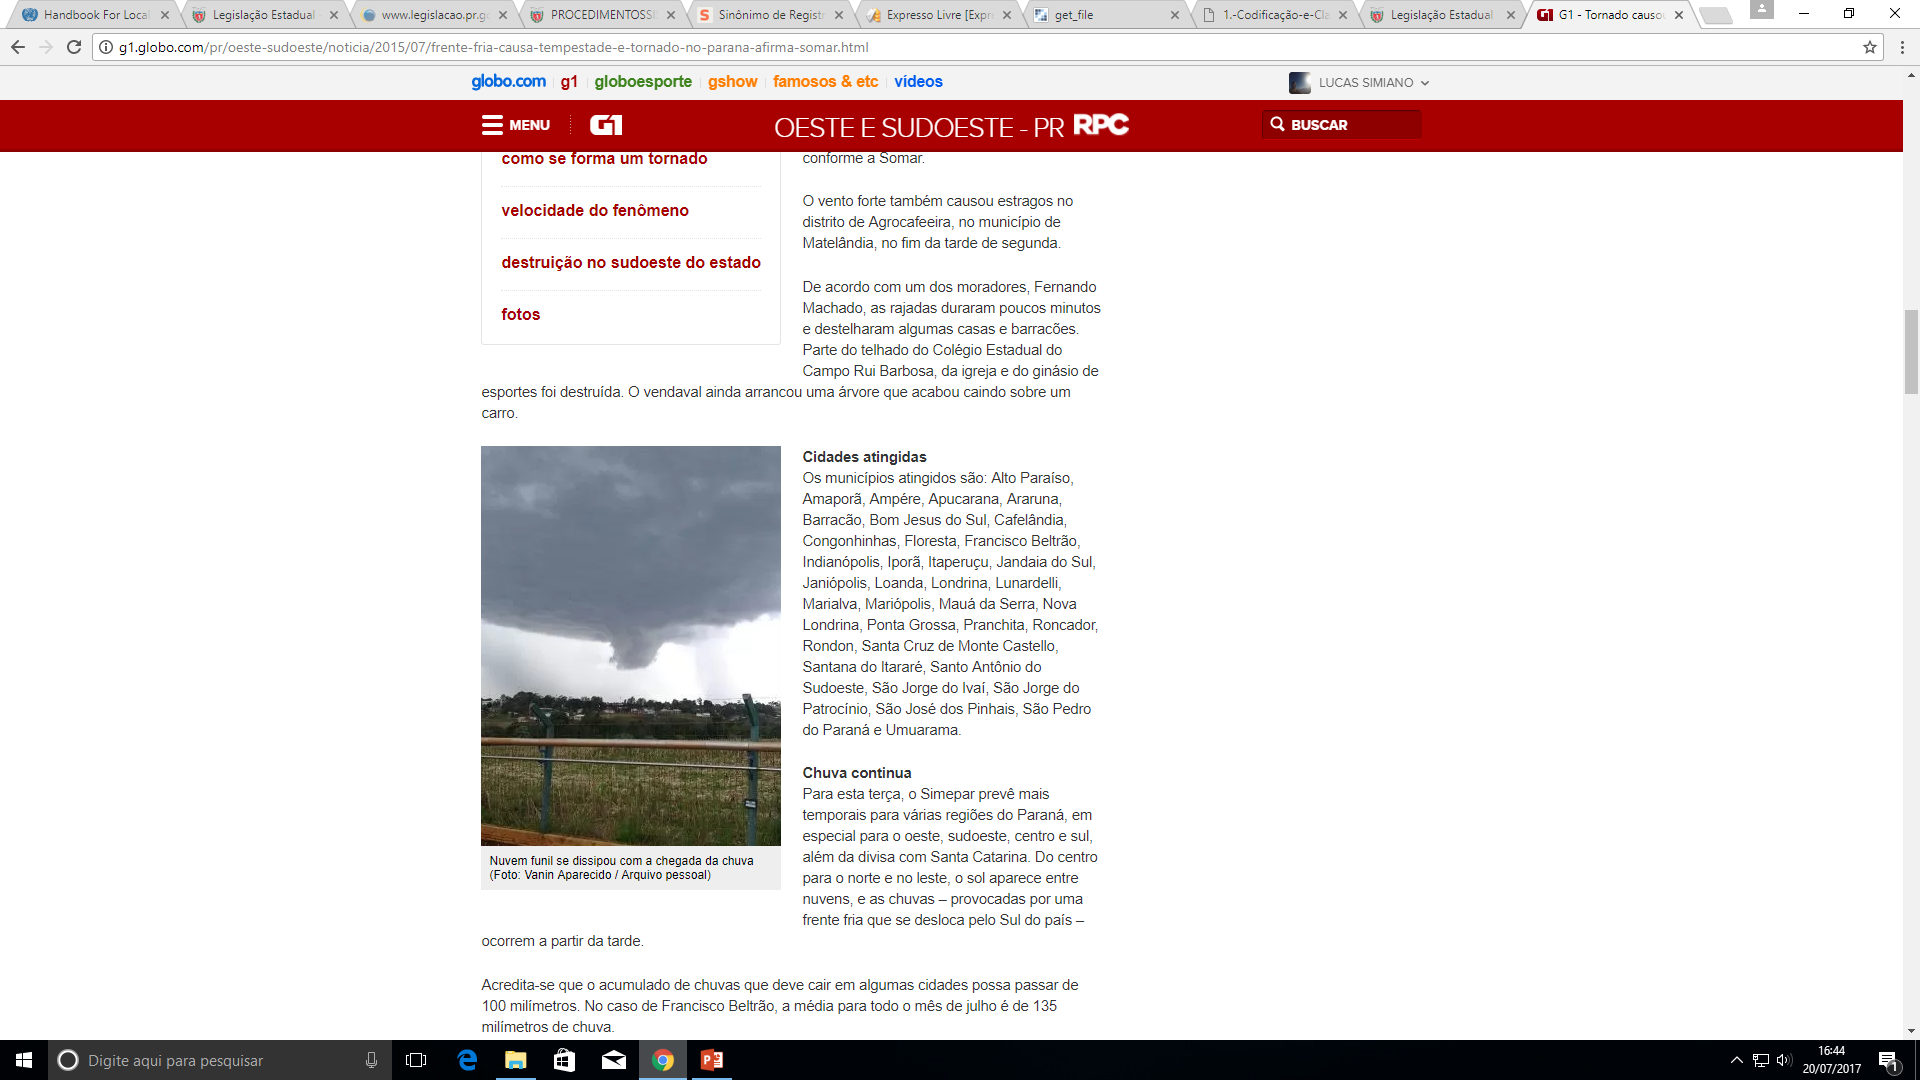 Handbook For Local
Legislação Estadual
www.legislacao.pr.go
PROCEDIMENTOSSI
Sinônimo de Registr
Expresso Livre [Expr
get_file
1.-Codificação-e-Cla
Legislação Estadual
G1 - Tornado causou
g1.globo.com/pr/oeste-sudoeste/noticia/2015/07/frente-fria-causa-tempestade-e-tornado-no-parana-afirma-somar.html
globo.com g1 globoesporte gshow famosos & etc vídeos
LUCAS SIMIANO
MENU G1 OESTE E SUDOESTE - PR RPC BUSCAR
como se forma um tornado
velocidade do fenômeno
destruição no sudoeste do estado
fotos
conforme a Somar.
O vento forte também causou estragos no
distrito de Agrocafeeira, no município de
Matelândia, no fim da tarde de segunda.
De acordo com um dos moradores, Fernando
Machado, as rajadas duraram poucos minutos
e destelharam algumas casas e barracões.
Parte do telhado do Colégio Estadual do
Campo Rui Barbosa, da igreja e do ginásio de
esportes foi destruída. O vendaval ainda arrancou uma árvore que acabou caindo sobre um
carro.
Nuvem funil se dissipou com a chegada da chuva
(Foto: Vanin Aparecido / Arquivo pessoal)
Cidades atingidas
Os municípios atingidos são: Alto Paraíso,
Amaporã, Ampére, Apucarana, Araruna,
Barracão, Bom Jesus do Sul, Cafelândia,
Congonhinhas, Floresta, Francisco Beltrão,
Indianópolis, Iporã, Itaperuçu, Jandaia do Sul,
Janiópolis, Loanda, Londrina, Lunardelli,
Marialva, Mariópolis, Mauá da Serra, Nova
Londrina, Ponta Grossa, Pranchita, Roncador,
Rondon, Santa Cruz de Monte Castello,
Santana do Itararé, Santo Antônio do
Sudoeste, São Jorge do Ivaí, São Jorge do
Patrocínio, São José dos Pinhais, São Pedro
do Paraná e Umuarama.
Chuva continua
Para esta terça, o Simepar prevê mais
temporais para várias regiões do Paraná, em
especial para o oeste, sudoeste, centro e sul,
além da divisa com Santa Catarina. Do centro
para o norte e no leste, o sol aparece entre
nuvens, e as chuvas – provocadas por uma
frente fria que se desloca pelo Sul do país –
ocorrem a partir da tarde.
Acredita-se que o acumulado de chuvas que deve cair em algumas cidades possa passar de
100 milímetros. No caso de Francisco Beltrão, a média para todo o mês de julho é de 135
milímetros de chuva.
Digite aqui para pesquisar
16:44
20/07/2017
1